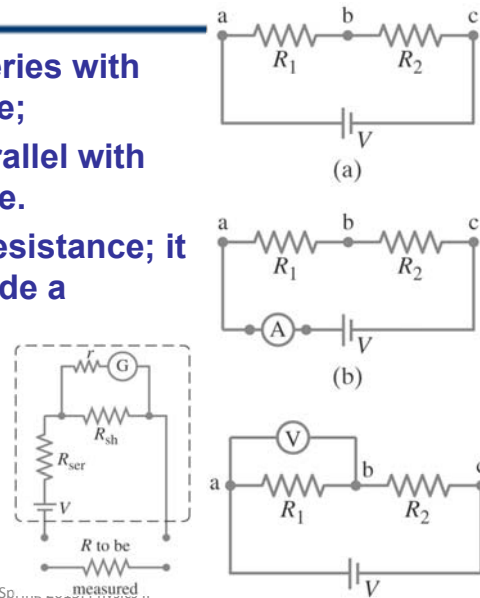 eries with
e;
rallel with
e.
esistance; it
de a
a b c
R1 R2
V
(a)
a b c
R1 R2
A V
(b)
r G
Rsh
Rser
V
R to be
measured
V
a b c
R1 R2
V